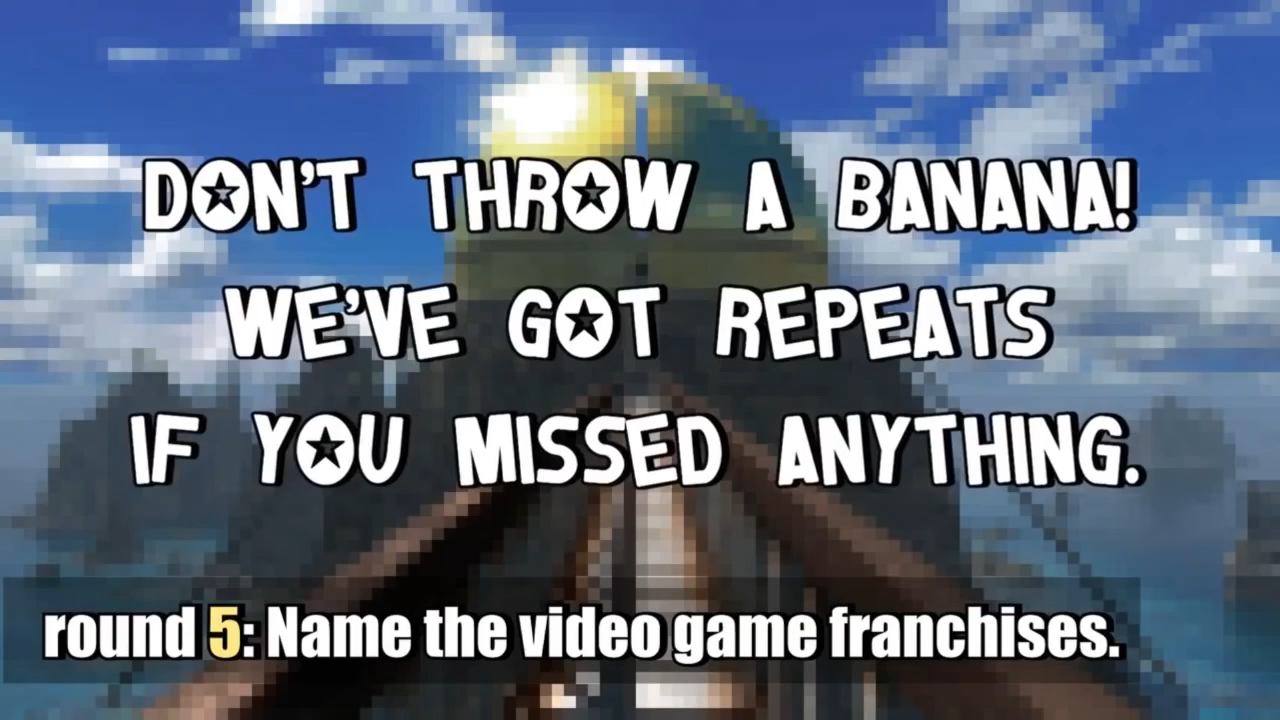 DON'T THROW A BANANA!
WE'VE GOT REPEATS
IF YOU MISSED ANYTHING.
round 5: Name the video game franchises.